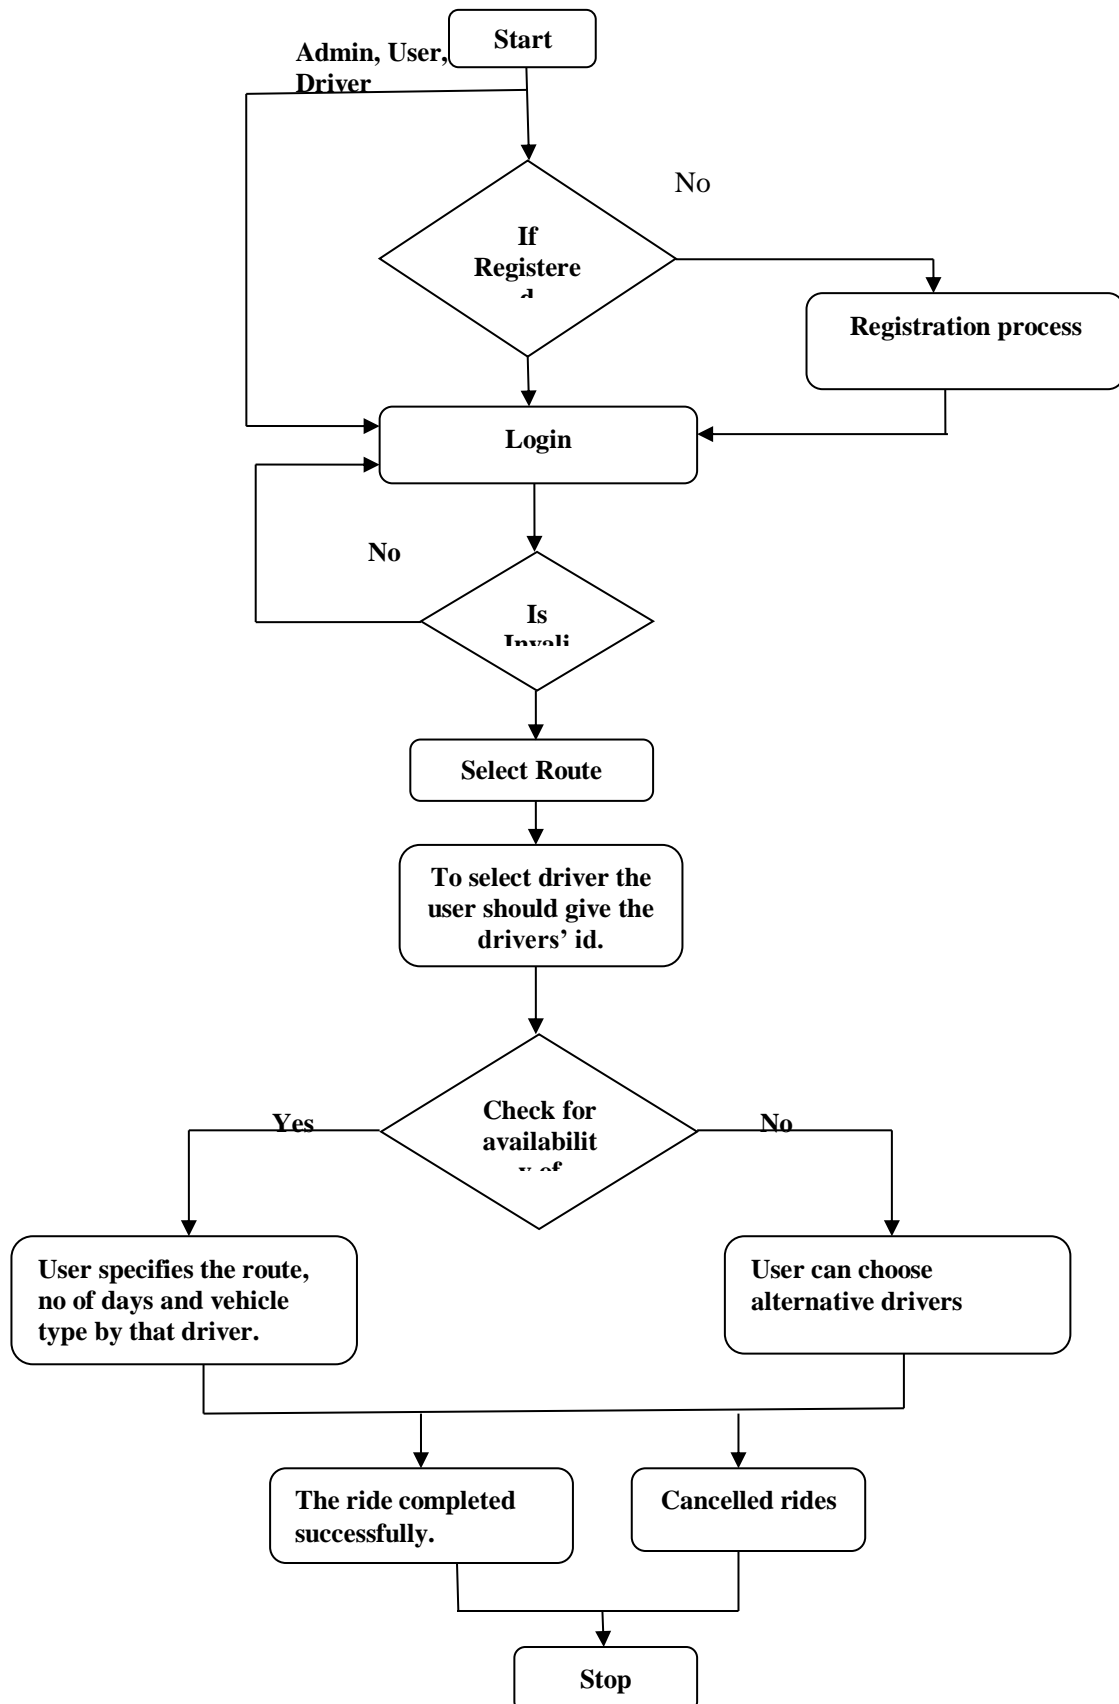 Start
Admin, User,
Driver
No
If
Registere
d
Registration process
Login
No
Is
Invali
Select Route
To select driver the
user should give the
drivers’ id.
Check for
availabilit
y of
Yes
No
User specifies the route,
no of days and vehicle
type by that driver.
User can choose
alternative drivers
The ride completed
successfully.
Cancelled rides
Stop